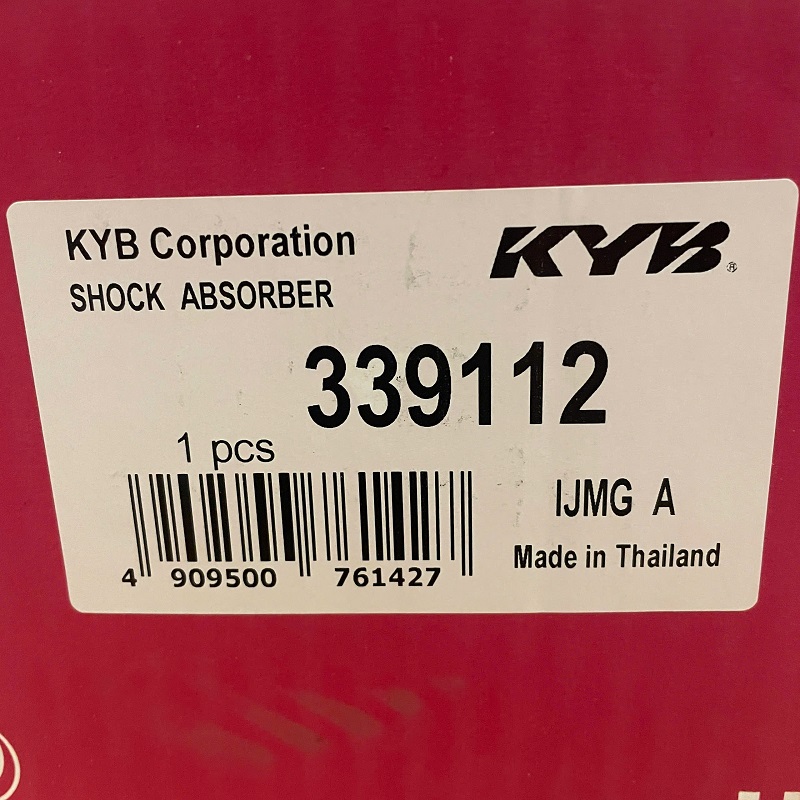 KYB Corporation
KYB®
SHOCK ABSORBER
339112
1 pcs
IJMG A
Made in Thailand
4 909500 761427